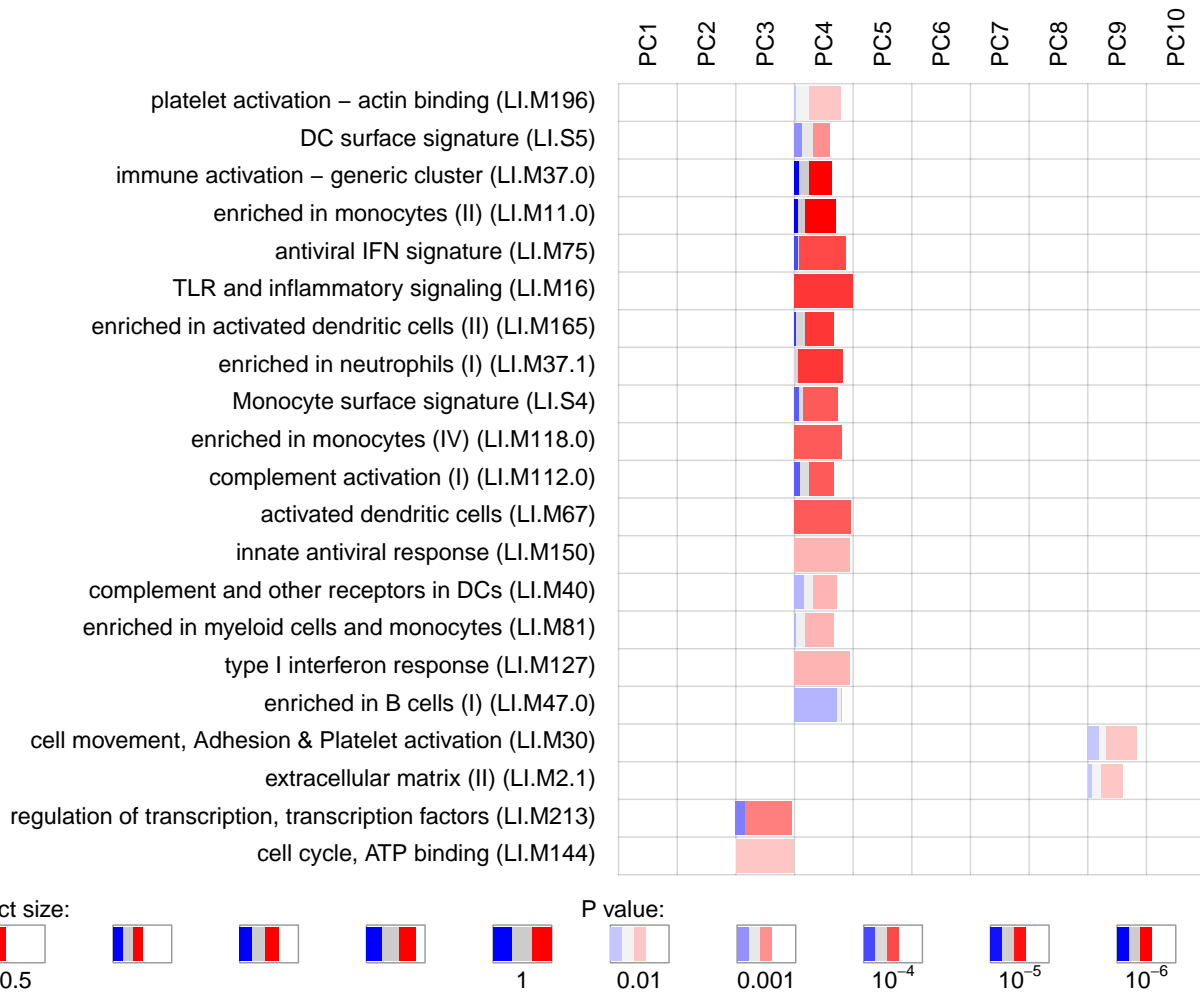 PC1 PC2 PC3 PC4 PC5 PC6 PC7 PC8 PC9 PC10
platelet activation − actin binding (LI.M196)
DC surface signature (LI.S5)
immune activation − generic cluster (LI.M37.0)
enriched in monocytes (II) (LI.M11.0)
antiviral IFN signature (LI.M75)
TLR and inflammatory signaling (LI.M16)
enriched in activated dendritic cells (II) (LI.M165)
enriched in neutrophils (I) (LI.M37.1)
Monocyte surface signature (LI.S4)
enriched in monocytes (IV) (LI.M118.0)
complement activation (I) (LI.M112.0)
activated dendritic cells (LI.M67)
innate antiviral response (LI.M150)
complement and other receptors in DCs (LI.M40)
enriched in myeloid cells and monocytes (LI.M81)
type I interferon response (LI.M127)
enriched in B cells (I) (LI.M47.0)
cell movement, Adhesion & Platelet activation (LI.M30)
extracellular matrix (II) (LI.M2.1)
regulation of transcription, transcription factors (LI.M213)
cell cycle, ATP binding (LI.M144)
ct size: P value:
0.5 1 0.01 0.001 10⁻⁴ 10⁻⁵ 10⁻⁶